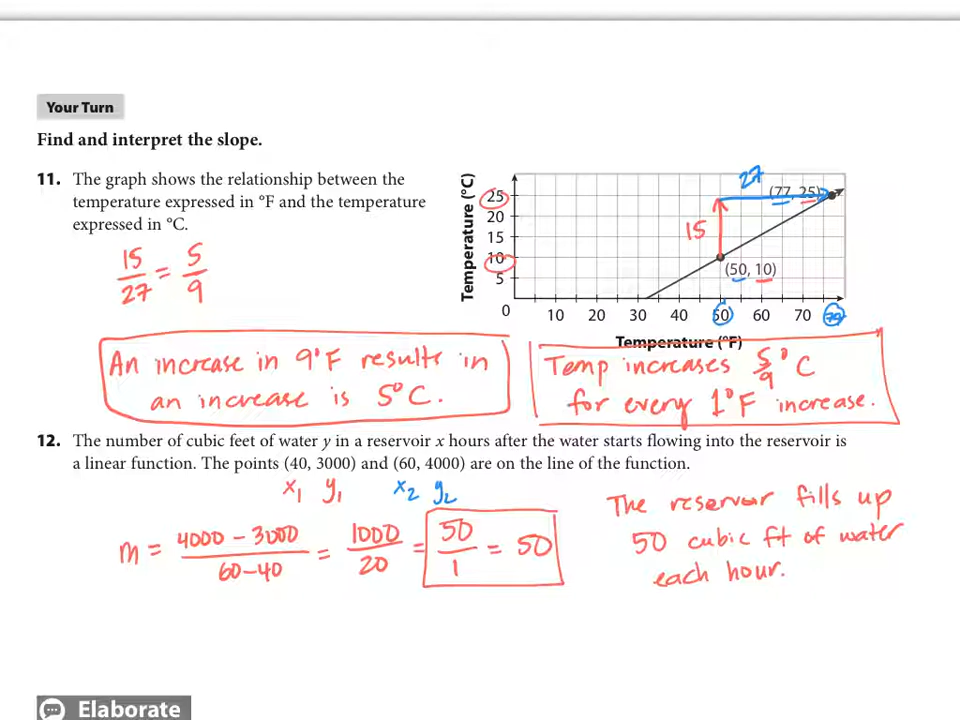 Your Turn
Find and interpret the slope.
11. The graph shows the relationship between the
temperature expressed in °F and the temperature
expressed in °C.
15/27 = 5/9
Temperature (°C)
25
20
15
10
5
0
10 20 30 40 50 60 70
Temperature (°F)
27
15
(77, 25)
(50, 10)
An increase in 9°F results in
an increase is 5°C.
Temp increases 5/9 °C
for every 1°F increase.
12. The number of cubic feet of water y in a reservoir x hours after the water starts flowing into the reservoir is
a linear function. The points (40, 3000) and (60, 4000) are on the line of the function.
x₁ y₁ x₂ y₂
m = 4000 – 3000 / 60 – 40 = 1000/20 = 50/1 = 50
The reservoir fills up
50 cubic ft of water
each hour.
Elaborate